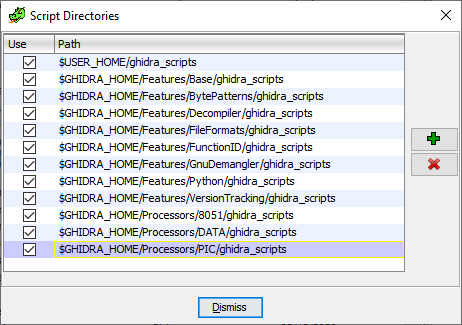 Script Directories
Use Path
$USER_HOME/ghidra_scripts
$GHIDRA_HOME/Features/Base/ghidra_scripts
$GHIDRA_HOME/Features/BytePatterns/ghidra_scripts
$GHIDRA_HOME/Features/Decompiler/ghidra_scripts
$GHIDRA_HOME/Features/FileFormats/ghidra_scripts
$GHIDRA_HOME/Features/FunctionID/ghidra_scripts
$GHIDRA_HOME/Features/GnuDemangler/ghidra_scripts
$GHIDRA_HOME/Features/Python/ghidra_scripts
$GHIDRA_HOME/Features/VersionTracking/ghidra_scripts
$GHIDRA_HOME/Processors/8051/ghidra_scripts
$GHIDRA_HOME/Processors/DATA/ghidra_scripts
$GHIDRA_HOME/Processors/PIC/ghidra_scripts
Dismiss